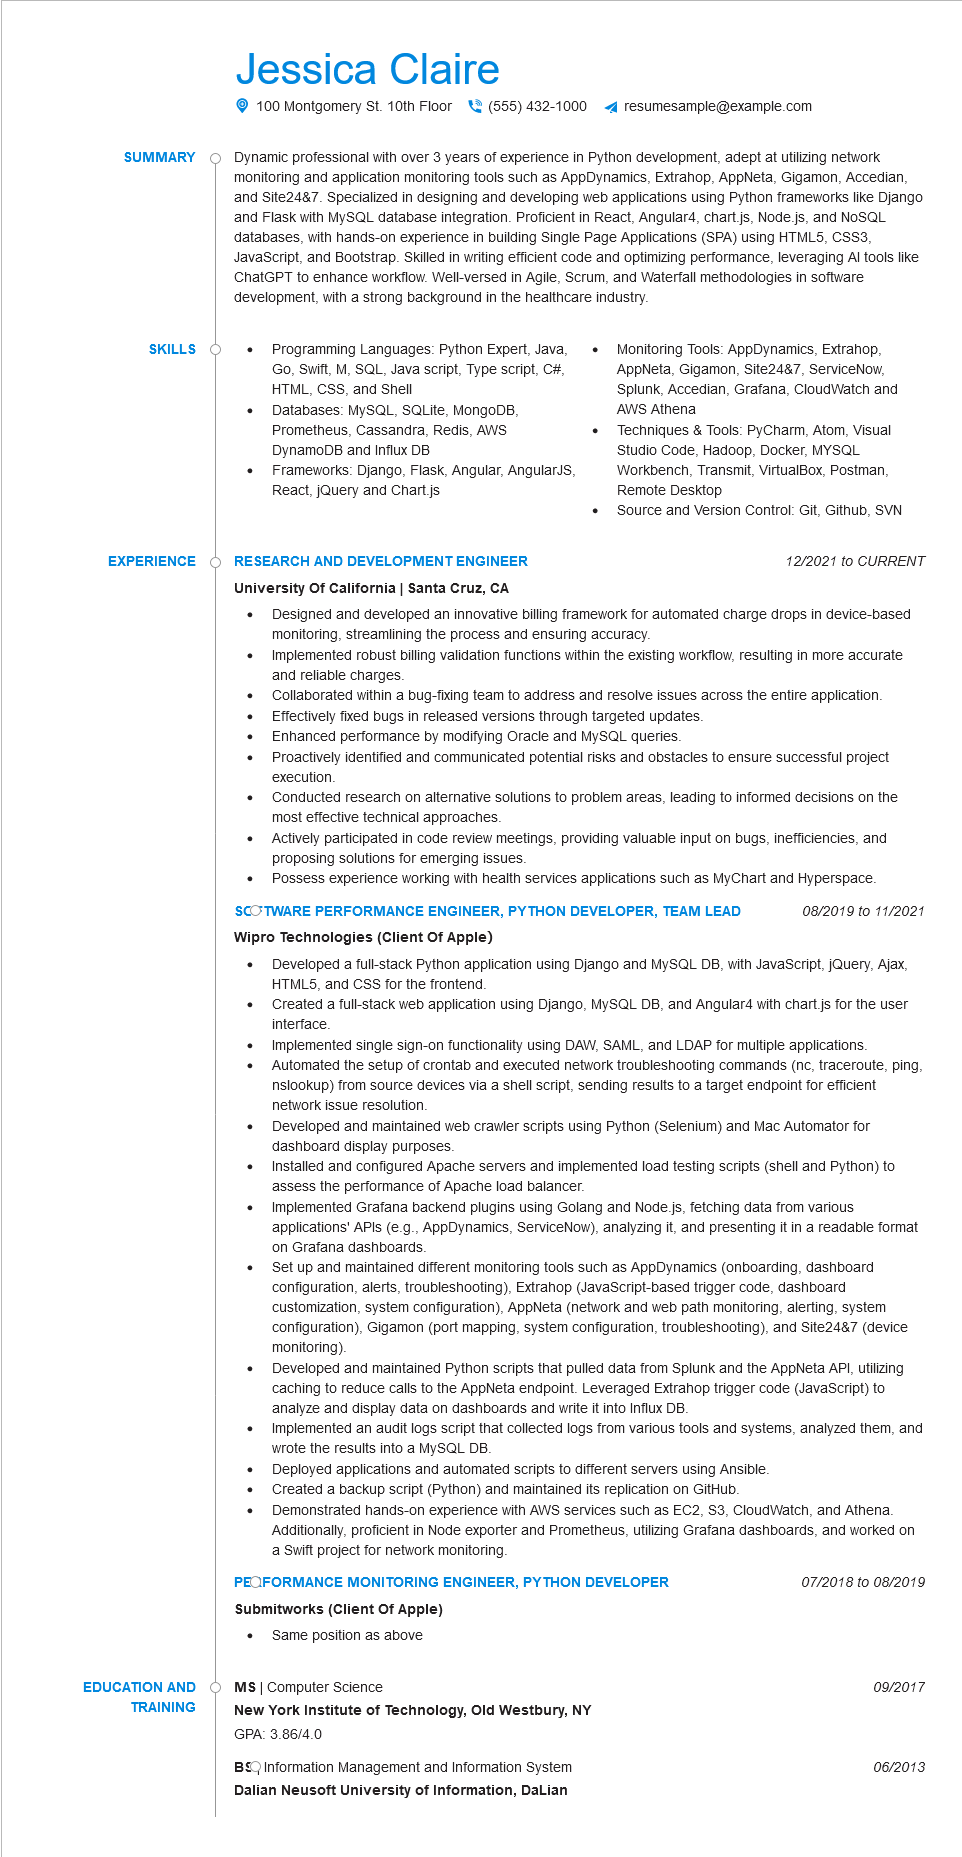 Jessica Claire
100 Montgomery St. 10th Floor (555) 432-1000 resumesample@example.com
SUMMARY
Dynamic professional with over 3 years of experience in Python development, adept at utilizing network
monitoring and application monitoring tools such as AppDynamics, Extrahop, AppNeta, Gigamon, Accedian,
and Site24&7. Specialized in designing and developing web applications using Python frameworks like Django
and Flask with MySQL database integration. Proficient in React, Angular4, chart.js, Node.js, and NoSQL
databases, with hands-on experience in building Single Page Applications (SPA) using HTML5, CSS3,
JavaScript, and Bootstrap. Skilled in writing efficient code and optimizing performance, leveraging AI tools like
ChatGPT to enhance workflow. Well-versed in Agile, Scrum, and Waterfall methodologies in software
development, with a strong background in the healthcare industry.
SKILLS
• Programming Languages: Python Expert, Java,
Go, Swift, M, SQL, Java script, Type script, C#,
HTML, CSS, and Shell
• Databases: MySQL, SQLite, MongoDB,
Prometheus, Cassandra, Redis, AWS
DynamoDB and Influx DB
• Frameworks: Django, Flask, Angular, AngularJS,
React, jQuery and Chart.js
• Monitoring Tools: AppDynamics, Extrahop,
AppNeta, Gigamon, Site24&7, ServiceNow,
Splunk, Accedian, Grafana, CloudWatch and
AWS Athena
• Techniques & Tools: PyCharm, Atom, Visual
Studio Code, Hadoop, Docker, MYSQL
Workbench, Transmit, VirtualBox, Postman,
Remote Desktop
• Source and Version Control: Git, Github, SVN
EXPERIENCE
RESEARCH AND DEVELOPMENT ENGINEER 12/2021 to CURRENT
University Of California | Santa Cruz, CA
• Designed and developed an innovative billing framework for automated charge drops in device-based
monitoring, streamlining the process and ensuring accuracy.
• Implemented robust billing validation functions within the existing workflow, resulting in more accurate
and reliable charges.
• Collaborated within a bug-fixing team to address and resolve issues across the entire application.
• Effectively fixed bugs in released versions through targeted updates.
• Enhanced performance by modifying Oracle and MySQL queries.
• Proactively identified and communicated potential risks and obstacles to ensure successful project
execution.
• Conducted research on alternative solutions to problem areas, leading to informed decisions on the
most effective technical approaches.
• Actively participated in code review meetings, providing valuable input on bugs, inefficiencies, and
proposing solutions for emerging issues.
• Possess experience working with health services applications such as MyChart and Hyperspace.
SOFTWARE PERFORMANCE ENGINEER, PYTHON DEVELOPER, TEAM LEAD 08/2019 to 11/2021
Wipro Technologies (Client Of Apple)
• Developed a full-stack Python application using Django and MySQL DB, with JavaScript, jQuery, Ajax,
HTML5, and CSS for the frontend.
• Created a full-stack web application using Django, MySQL DB, and Angular4 with chart.js for the user
interface.
• Implemented single sign-on functionality using DAW, SAML, and LDAP for multiple applications.
• Automated the setup of crontab and executed network troubleshooting commands (nc, traceroute, ping,
nslookup) from source devices via a shell script, sending results to a target endpoint for efficient
network issue resolution.
• Developed and maintained web crawler scripts using Python (Selenium) and Mac Automator for
dashboard display purposes.
• Installed and configured Apache servers and implemented load testing scripts (shell and Python) to
assess the performance of Apache load balancer.
• Implemented Grafana backend plugins using Golang and Node.js, fetching data from various
applications' APIs (e.g., AppDynamics, ServiceNow), analyzing it, and presenting it in a readable format
on Grafana dashboards.
• Set up and maintained different monitoring tools such as AppDynamics (onboarding, dashboard
configuration, alerts, troubleshooting), Extrahop (JavaScript-based trigger code, dashboard
customization, system configuration), AppNeta (network and web path monitoring, alerting, system
configuration), Gigamon (port mapping, system configuration, troubleshooting), and Site24&7 (device
monitoring).
• Developed and maintained Python scripts that pulled data from Splunk and the AppNeta API, utilizing
caching to reduce calls to the AppNeta endpoint. Leveraged Extrahop trigger code (JavaScript) to
analyze and display data on dashboards and write it into Influx DB.
• Implemented an audit logs script that collected logs from various tools and systems, analyzed them, and
wrote the results into a MySQL DB.
• Deployed applications and automated scripts to different servers using Ansible.
• Created a backup script (Python) and maintained its replication on GitHub.
• Demonstrated hands-on experience with AWS services such as EC2, S3, CloudWatch, and Athena.
Additionally, proficient in Node exporter and Prometheus, utilizing Grafana dashboards, and worked on
a Swift project for network monitoring.
PERFORMANCE MONITORING ENGINEER, PYTHON DEVELOPER 07/2018 to 08/2019
Submitworks (Client Of Apple)
• Same position as above
EDUCATION AND
TRAINING
MS | Computer Science 09/2017
New York Institute of Technology, Old Westbury, NY
GPA: 3.86/4.0
BS | Information Management and Information System 06/2013
Dalian Neusoft University of Information, DaLian